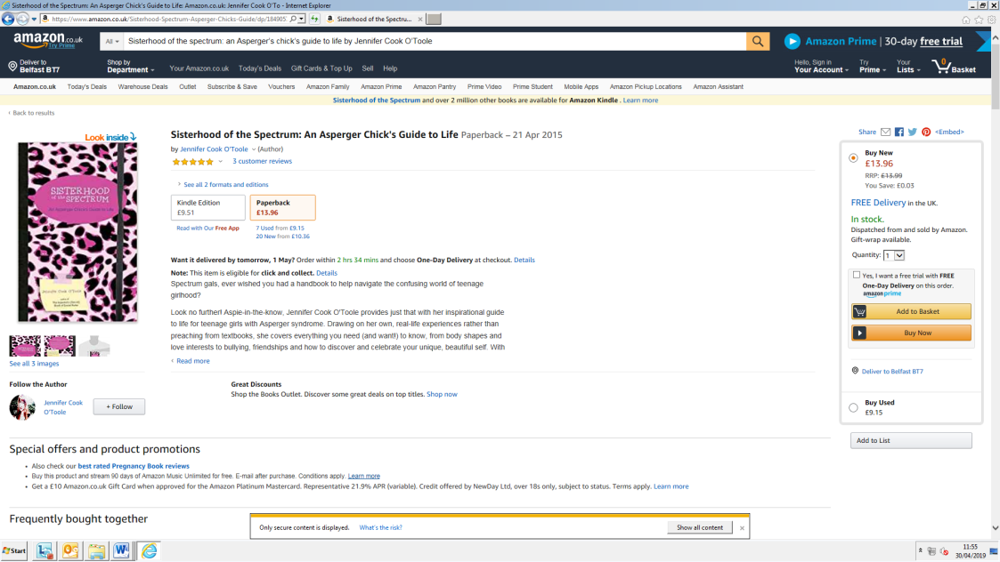 Sisterhood of the Spectrum: An Asperger Chick's Guide to Life: Amazon.co.uk: Jennifer Cook O'To - Internet Explorer
https://www.amazon.co.uk/Sisterhood-Spectrum-Asperger-Chicks-Guide/dp/184905
Sisterhood of the Spectru...
amazon.co.uk
Try Prime
All
Sisterhood of the spectrum: an Asperger's chick's guide to life by Jennifer Cook O'Toole
Amazon Prime | 30-day free trial
Deliver to
Belfast BT7
Shop by
Department
Your Amazon.co.uk Today's Deals Gift Cards & Top Up Sell Help
Hello, Sign in
Your Account
Try
Prime
Your
Lists
0
Basket
Amazon.co.uk Today's Deals Warehouse Deals Outlet Subscribe & Save Vouchers Amazon Family Amazon Prime Amazon Pantry Prime Video Prime Student Mobile Apps Amazon Pickup Locations Amazon Assistant
Sisterhood of the Spectrum and over 2 million other books are available for Amazon Kindle . Learn more
‹ Back to results
Look inside
SISTERHOOD
of the SPECTRUM
An Asperger Chick's Guide to Life
Jennifer Cook O'Toole
See all 3 images
Follow the Author
Jennifer Cook
O'Toole
+ Follow
Sisterhood of the Spectrum: An Asperger Chick's Guide to Life Paperback – 21 Apr 2015
by Jennifer Cook O'Toole (Author)
3 customer reviews
See all 2 formats and editions
Kindle Edition
£9.51
Paperback
£13.96
Read with Our Free App
7 Used from £9.15
20 New from £10.36
Want it delivered by tomorrow, 1 May? Order within 2 hrs 34 mins and choose One-Day Delivery at checkout. Details
Note: This item is eligible for click and collect. Details
Spectrum gals, ever wished you had a handbook to help navigate the confusing world of teenage
girlhood?
Look no further! Aspie-in-the-know, Jennifer Cook O'Toole provides just that with her inspirational guide
to life for teenage girls with Asperger syndrome. Drawing on her own, real-life experiences rather than
preaching from textbooks, she covers everything you need (and want!) to know, from body shapes and
love interests to bullying, friendships and how to discover and celebrate your unique, beautiful self. With
Read more
Great Discounts
Shop the Books Outlet. Discover some great deals on top titles. Shop now
Share <Embed>
Buy New
£13.96
RRP: £13.99
You Save: £0.03
FREE Delivery in the UK.
In stock.
Dispatched from and sold by Amazon.
Gift-wrap available.
Quantity: 1
Yes, I want a free trial with FREE
One-Day Delivery on this order.
amazon prime
Add to Basket
Buy Now
Deliver to Belfast BT7
Buy Used
£9.15
Add to List
Special offers and product promotions
• Also check our best rated Pregnancy Book reviews
• Buy this product and stream 90 days of Amazon Music Unlimited for free. E-mail after purchase. Conditions apply. Learn more
• Get a £10 Amazon.co.uk Gift Card when approved for the Amazon Platinum Mastercard. Representative 21.9% APR (variable). Credit offered by NewDay Ltd, over 18s only, subject to status. Terms apply. Learn more
Frequently bought together
Only secure content is displayed. What's the risk?
Show all content
Start
11:55
30/04/2019